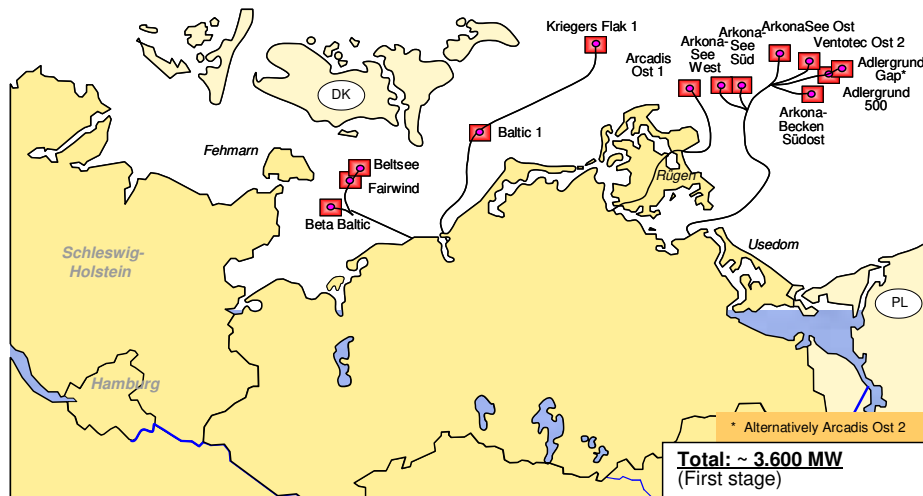 Kriegers Flak 1
ArkonaSee Ost
Arkona-
See
Süd
Arkona-
See
West
Ventotec Ost 2
Arcadis
Ost 1
Adlergrund
Gap*
Adlergrund
500
Arkona-
Becken
Südost
DK
Baltic 1
Fehmarn
Beltsee
Fairwind
Beta Baltic
Rügen
Usedom
Schleswig-
Holstein
PL
Hamburg
* Alternatively Arcadis Ost 2
Total: ~ 3.600 MW
(First stage)